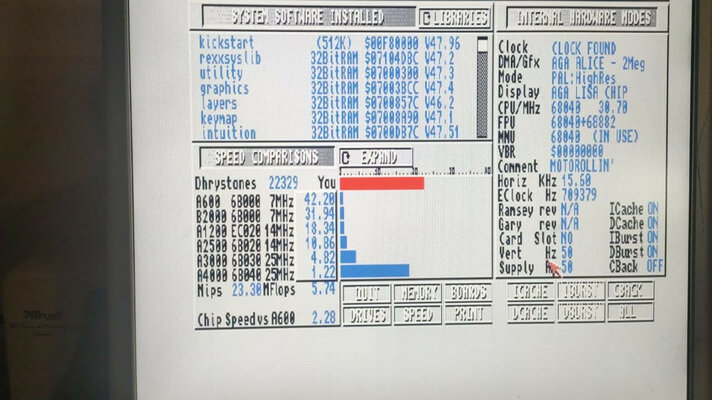 SYSTEM SOFTWARE INSTALLED
LIBRARIES
kickstart (512K) $00F80000 V47.96
rexxsyslib 32BitRAM $07104DBC V47.2
utility 32BitRAM $07000300 V47.3
graphics 32BitRAM $07003BCC V47.4
layers 32BitRAM $0700857C V46.2
keymap 32BitRAM $07008A90 V47.1
intuition 32BitRAM $0700DB7C V47.51
INTERNAL HARDWARE MODES
Clock CLOCK FOUND
DMA/Gfx AGA ALICE - 2Meg
Mode PAL:HighRes
Display AGA LISA CHIP
CPU/MHz 68040 30.70
FPU 68040+68882
MMU 68040 (IN USE)
VBR $00000000
Comment MOTOROLLIN'
Horiz KHz 15.60
EClock Hz 709379
Ramsey rev N/A ICache ON
Gary rev N/A DCache ON
Card Slot NO IBurst ON
Vert Hz 50 DBurst ON
Supply 50 CBack OFF
SPEED COMPARISONS
EXPAND
Dhrystones 22329 You
A600 68000 7MHz 42.20
B2000 68000 7MHz 31.94
A1200 EC020 14MHz 18.34
A2500 68020 14MHz 10.86
A3000 68030 25MHz 4.82
A4000 68040 25MHz 1.22
Mips 23.30 MFlops 5.74
Chip Speed vs A600 2.28
QUIT MEMORY BOARDS
DRIVES SPEED PRINT
ICACHE IBURST CBACK
DCACHE DBURST ALL